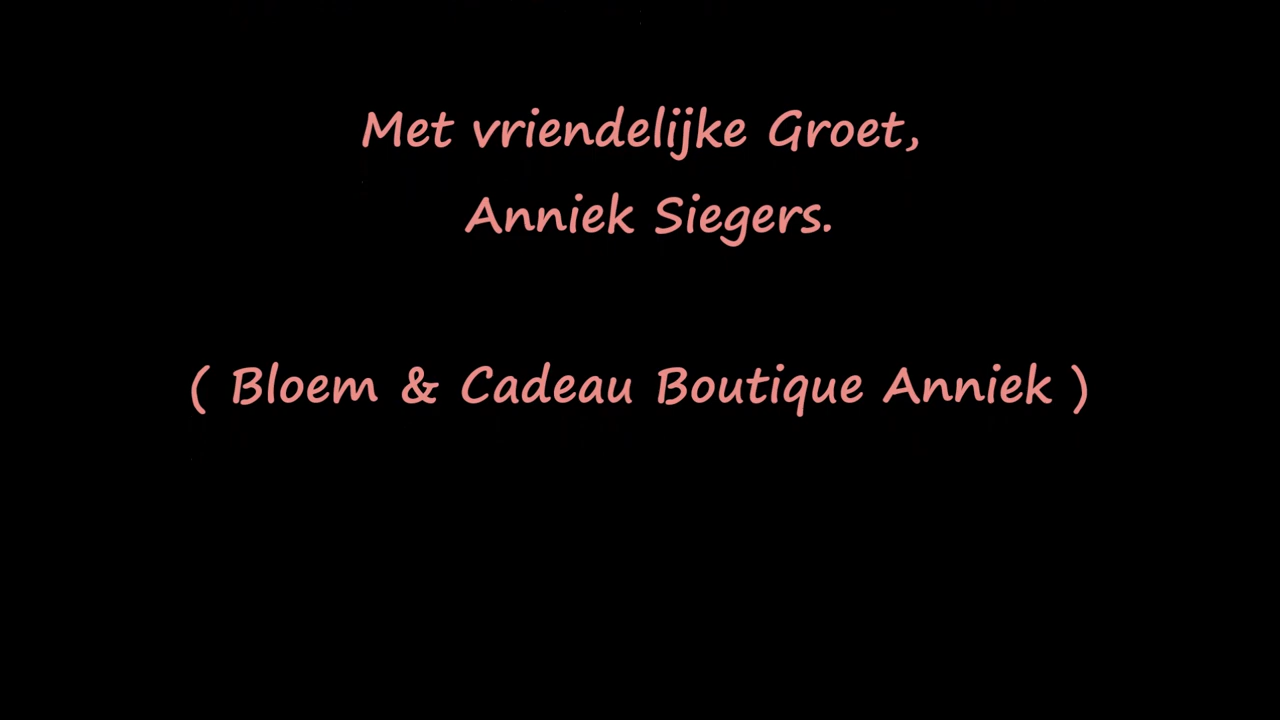 Met vriendelijke Groet,
Anniek Siegers.
( Bloem & Cadeau Boutique Anniek )